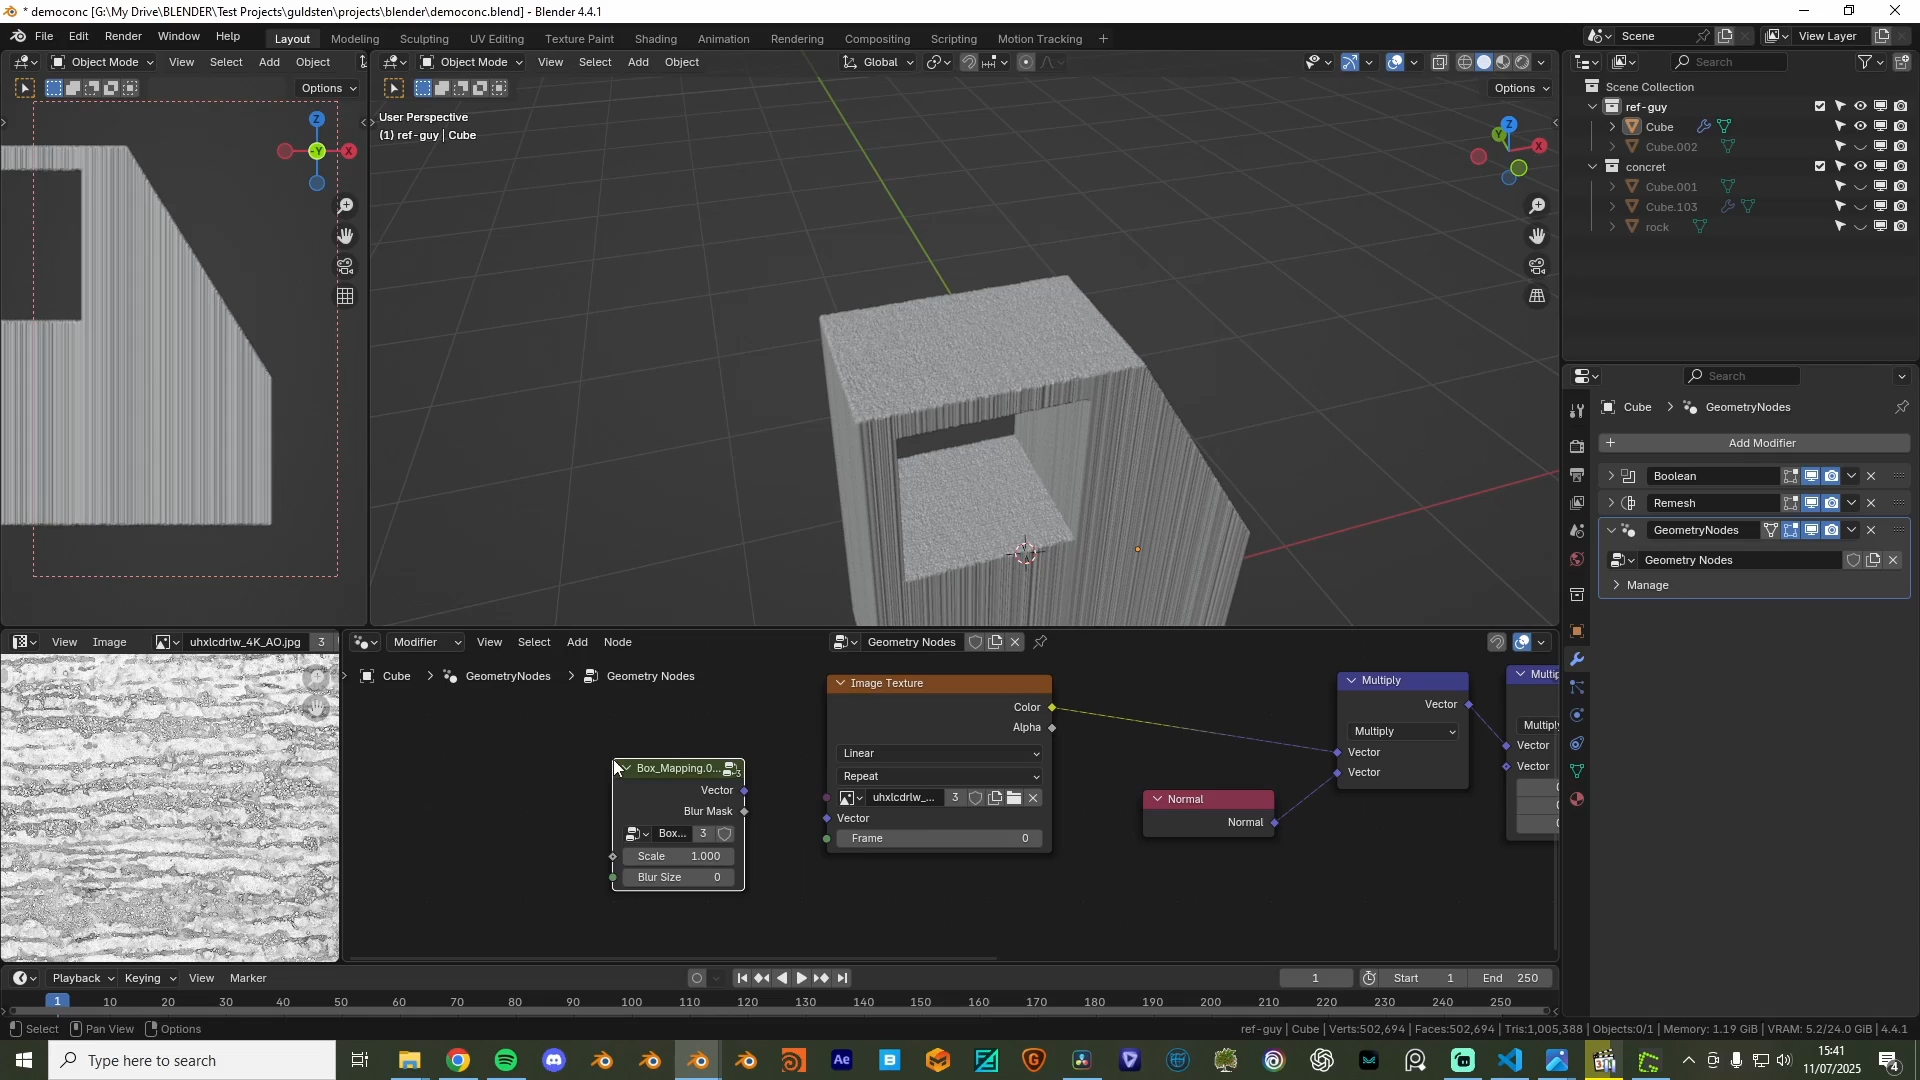 * democonc [G:\My Drive\BLENDER\Test Projects\guldsten\projects\blender\democonc.blend] - Blender 4.4.1
File Edit Render Window Help
Layout Modeling Sculpting UV Editing Texture Paint Shading Animation Rendering Compositing Scripting Motion Tracking +
Scene
View Layer
Object Mode View Select Add Object
Object Mode View Select Add Object
Global
Search
Options
Options
Scene Collection
User Perspective
(1) ref-guy | Cube
ref-guy
Cube
Cube.002
concret
Cube.001
Cube.103
rock
Z
-Y
X
Z
Y
X
Search
Cube > GeometryNodes
Add Modifier
Boolean
Remesh
GeometryNodes
Geometry Nodes
Manage
View Image uhxlcdrlw_4K_AO.jpg 3
Modifier View Select Add Node
Geometry Nodes
Cube > GeometryNodes > Geometry Nodes
Image Texture
Color
Alpha
Linear
Repeat
uhxlcdrlw_... 3
Vector
Frame 0
Box_Mapping.0...
Vector
Blur Mask
Box... 3
Scale 1.000
Blur Size 0
Normal
Normal
Multiply
Vector
Multiply
Vector
Vector
Multip
Multiply
Vector
Vector
Playback Keying View Marker
1
Start 1
End 250
1 10 20 30 40 50 60 70 80 90 100 110 120 130 140 150 160 170 180 190 200 210 220 230 240 250
Select Pan View Options
ref-guy | Cube | Verts:502,694 | Faces:502,694 | Tris:1,005,388 | Objects:0/1 | Memory: 1.19 GiB | VRAM: 5.2/24.0 GiB | 4.4.1
Type here to search
Ae
15:41
11/07/2025
4